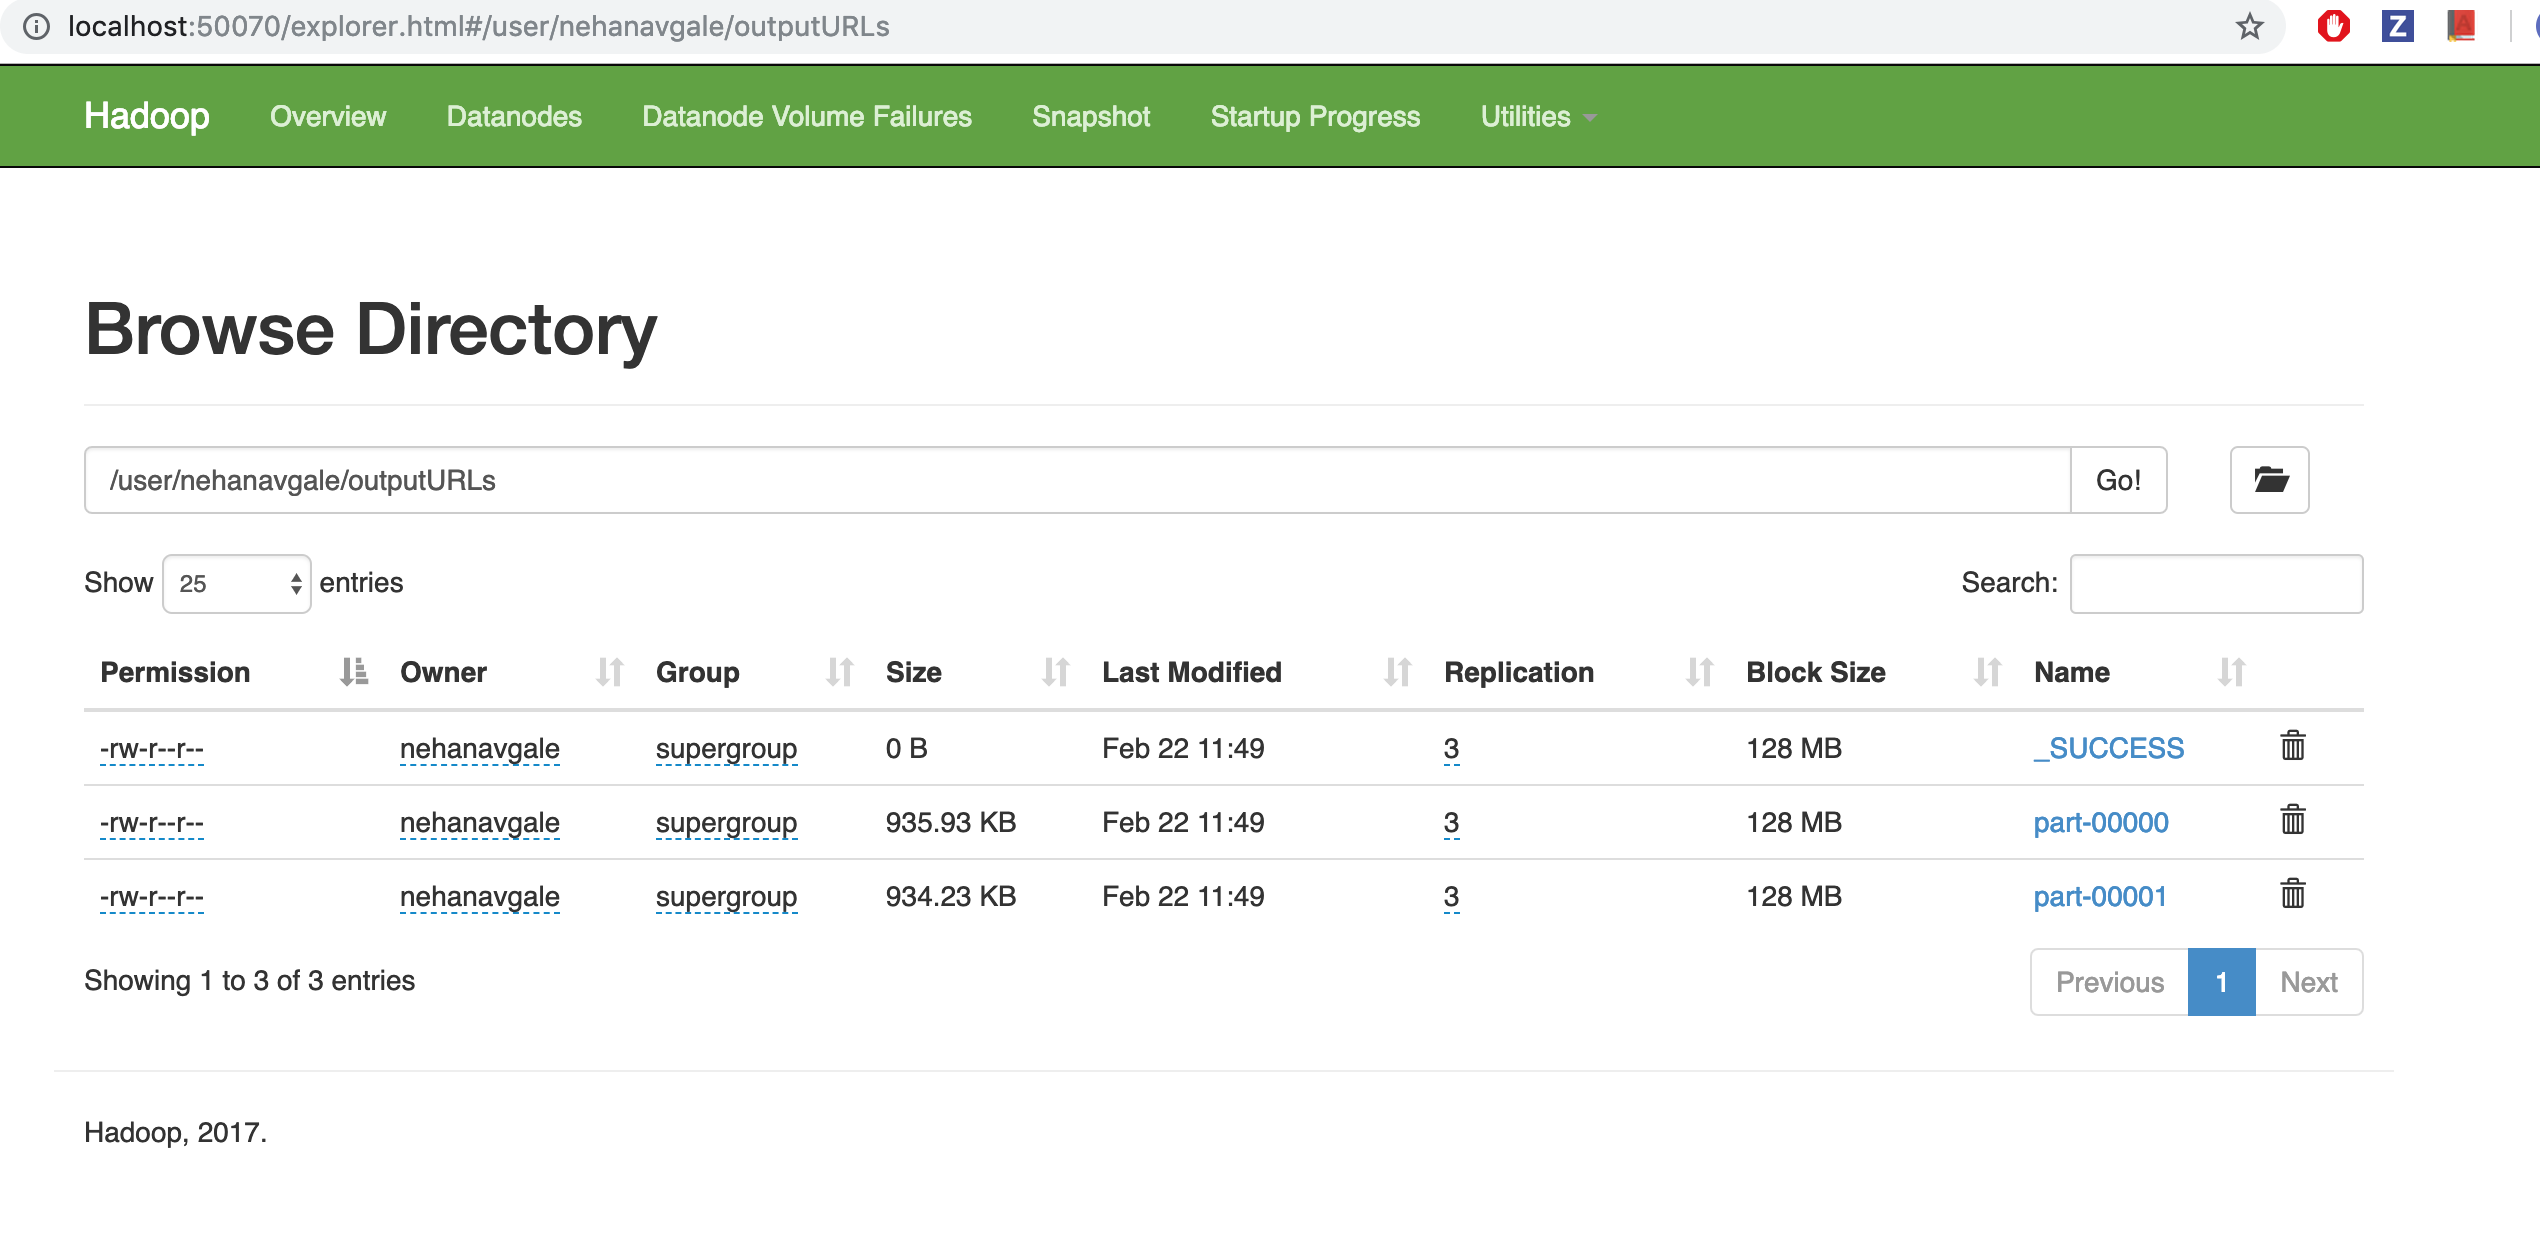 localhost:50070/explorer.html#/user/nehanavgale/outputURLs
Z
A
Hadoop Overview Datanodes Datanode Volume Failures Snapshot Startup Progress Utilities
Browse Directory
/user/nehanavgale/outputURLs Go!
Show 25 entries Search:
Permission Owner Group Size Last Modified Replication Block Size Name
-rw-r--r-- nehanavgale supergroup 0 B Feb 22 11:49 3 128 MB _SUCCESS
-rw-r--r-- nehanavgale supergroup 935.93 KB Feb 22 11:49 3 128 MB part-00000
-rw-r--r-- nehanavgale supergroup 934.23 KB Feb 22 11:49 3 128 MB part-00001
Showing 1 to 3 of 3 entries Previous 1 Next
Hadoop, 2017.